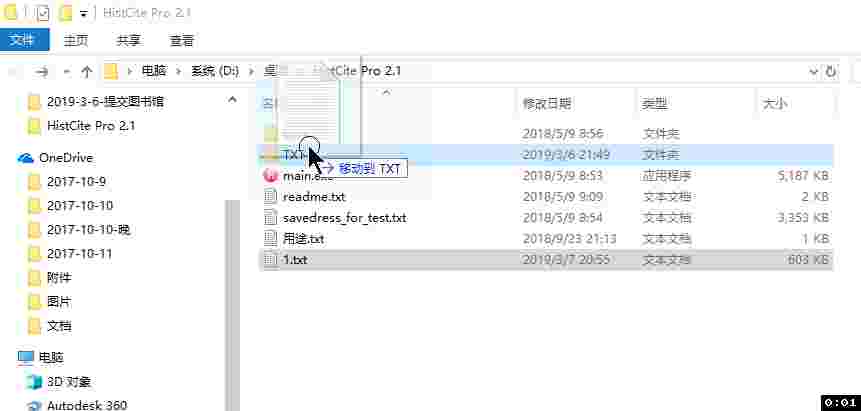 HistCite Pro 2.1
文件 主页 共享 查看
电脑 系统 (D:) HistCite Pro 2.1
2019-3-6-提交图书馆
HistCite Pro 2.1
OneDrive
2017-10-9
2017-10-10
2017-10-10-晚
2017-10-11
附件
图片
文档
电脑
3D 对象
Autodesk 360
修改日期 类型 大小
2018/5/9 8:56 文件夹
TXT 2019/3/6 21:49 文件夹
移动到 TXT
main.exe 2018/5/9 8:53 应用程序 5,187 KB
readme.txt 2018/5/9 9:09 文本文档 2 KB
savedress_for_test.txt 2018/5/9 8:54 文本文档 3,353 KB
用途.txt 2018/9/23 21:13 文本文档 1 KB
1.txt 2019/3/7 20:55 文本文档 603 KB
0:01